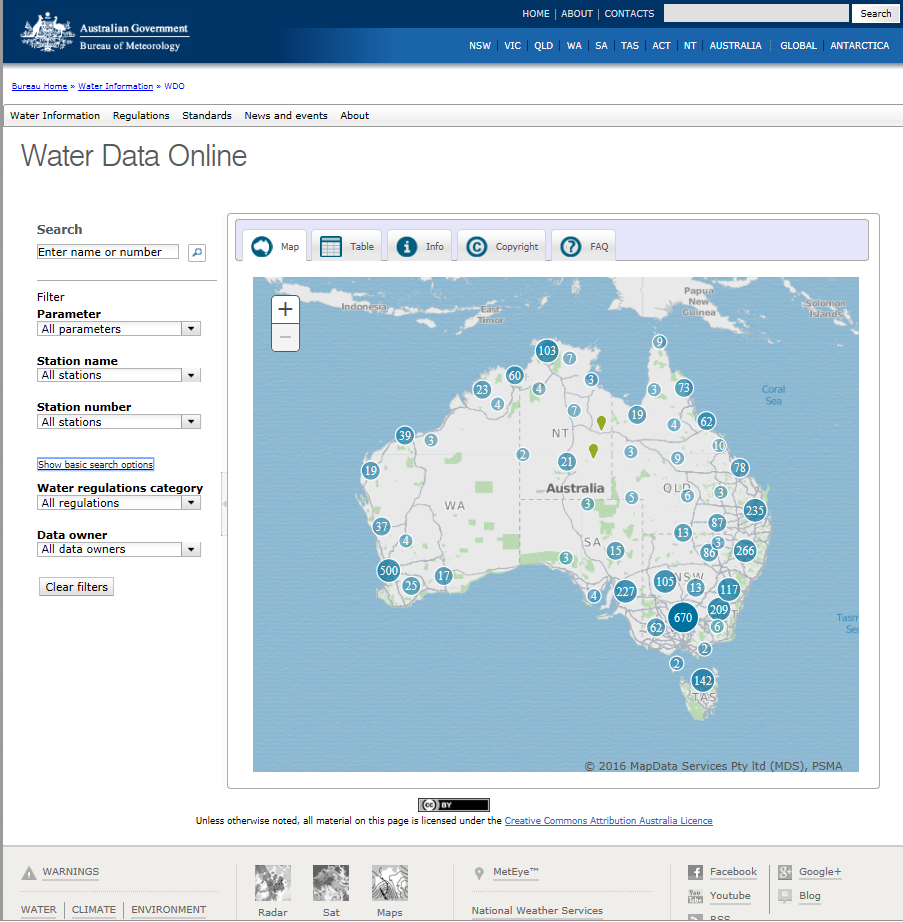 HOME | ABOUT | CONTACTS Search
Australian Government
Bureau of Meteorology
NSW VIC QLD WA SA TAS ACT NT AUSTRALIA GLOBAL ANTARCTICA
Bureau Home » Water Information » WDO
Water Information Regulations Standards News and events About
Water Data Online
Search
Enter name or number
Filter
Parameter
All parameters
Station name
All stations
Station number
All stations
Show basic search options
Water regulations category
All regulations
Data owner
All data owners
Clear filters
Map Table Info Copyright FAQ
+
−
Indonesia
East
Timor
Papua
New
Guinea
Solomon
Islands
9
103
7
60
3
23
4
3
73
Coral
Sea
4
7
19
4
62
39
3
NT
10
2
21
3
9
78
19
Australia
QLD
6
3
WA
3
5
235
37
87
4
SA
13
3
15
86
266
3
500
17
25
105
NSW
13
117
4
227
209
670
62
6
Tasm
Sea
2
2
142
TAS
© 2016 MapData Services Pty ltd (MDS), PSMA
cc BY
Unless otherwise noted, all material on this page is licensed under the Creative Commons Attribution Australia Licence
WARNINGS
WATER CLIMATE ENVIRONMENT
Radar Sat Maps
MetEye™
National Weather Services
Facebook
Google+
You
Tube
Youtube
Blog
RSS